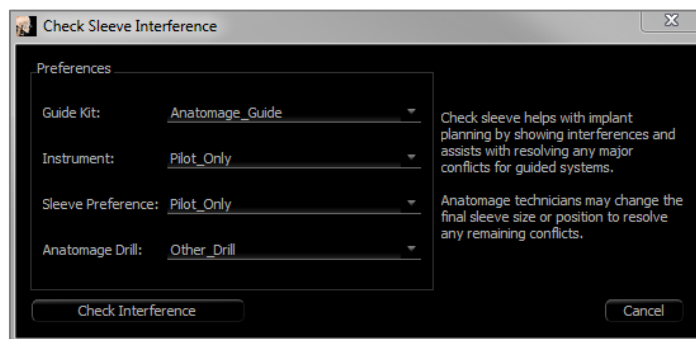 Check Sleeve Interference
Preferences
Guide Kit: Anatomage_Guide
Instrument: Pilot_Only
Sleeve Preference: Pilot_Only
Anatomage Drill: Other_Drill
Check sleeve helps with implant
planning by showing interferences and
assists with resolving any major
conflicts for guided systems.
Anatomage technicians may change the
final sleeve size or position to resolve
any remaining conflicts.
Check Interference
Cancel